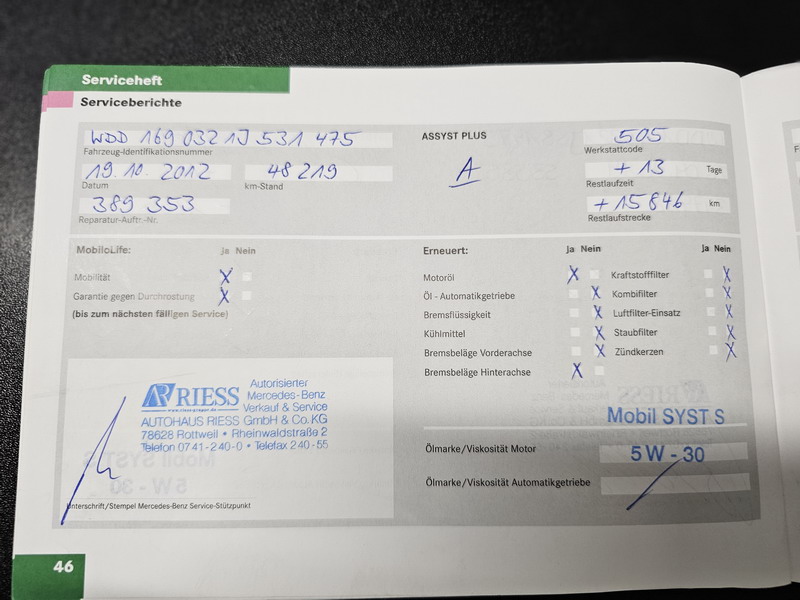 Serviceheft
Serviceberichte
WDD 169 032 1J 531 475
Fahrzeug-Identifikationsnummer
19.10.2012
Datum
48 219
km-Stand
389 353
Reparatur-Auftr.-Nr.
ASSYST PLUS
A
505
Werkstattcode
+ 13 Tage
Restlaufzeit
+ 15846 km
Restlaufstrecke
MobiloLife: Ja Nein
Mobilität X
Garantie gegen Durchrostung X
(bis zum nächsten fälligen Service)
Erneuert: Ja Nein
Motoröl X
Öl - Automatikgetriebe X
Bremsflüssigkeit X
Kühlmittel X
Bremsbeläge Vorderachse X
Bremsbeläge Hinterachse X
Ja Nein
Kraftstofffilter X
Kombifilter X
Luftfilter-Einsatz X
Staubfilter X
Zündkerzen X
RIESS
Autorisierter
Mercedes-Benz
Verkauf & Service
AUTOHAUS RIESS GmbH & Co. KG
78628 Rottweil • Rheinwaldstraße 2
Telefon 0741-240-0 • Telefax 240-55
Unterschrift/Stempel Mercedes-Benz Service-Stützpunkt
Mobil SYST S
Ölmarke/Viskosität Motor 5W - 30
Ölmarke/Viskosität Automatikgetriebe
46